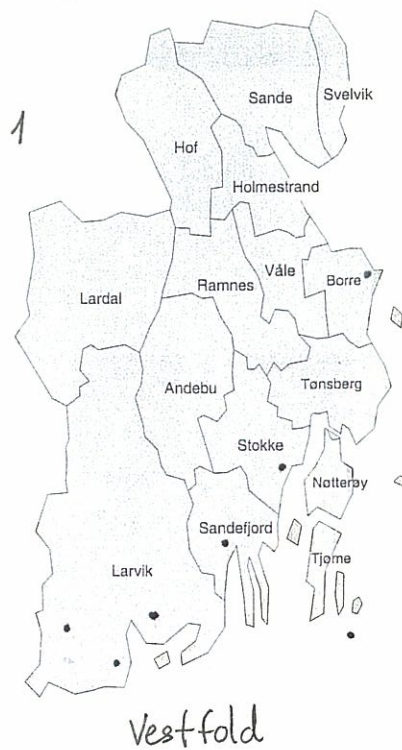 Sande
Svelvik
1
Hof
Holmestrand
Våle
Borre
Ramnes
Lardal
Andebu
Tønsberg
Stokke
Nøtterøy
Sandefjord
Tjøme
Larvik
Vestfold